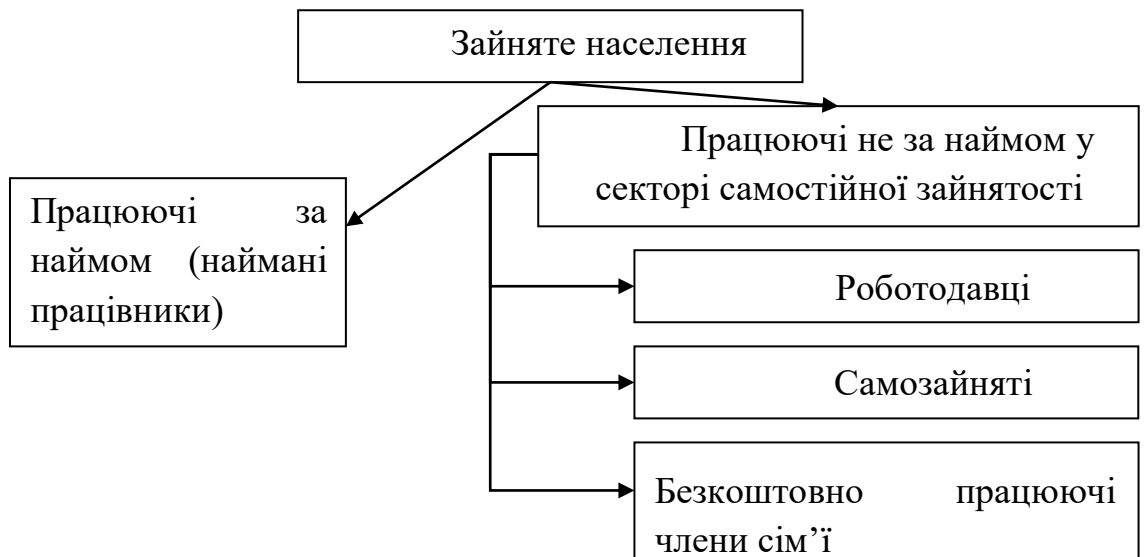 Зайняте населення
Працюючі не за наймом у
секторі самостійної зайнятості
Працюючі за
наймом (наймані
працівники)
Роботодавці
Самозайняті
Безкоштовно працюючі
члени сім’ї